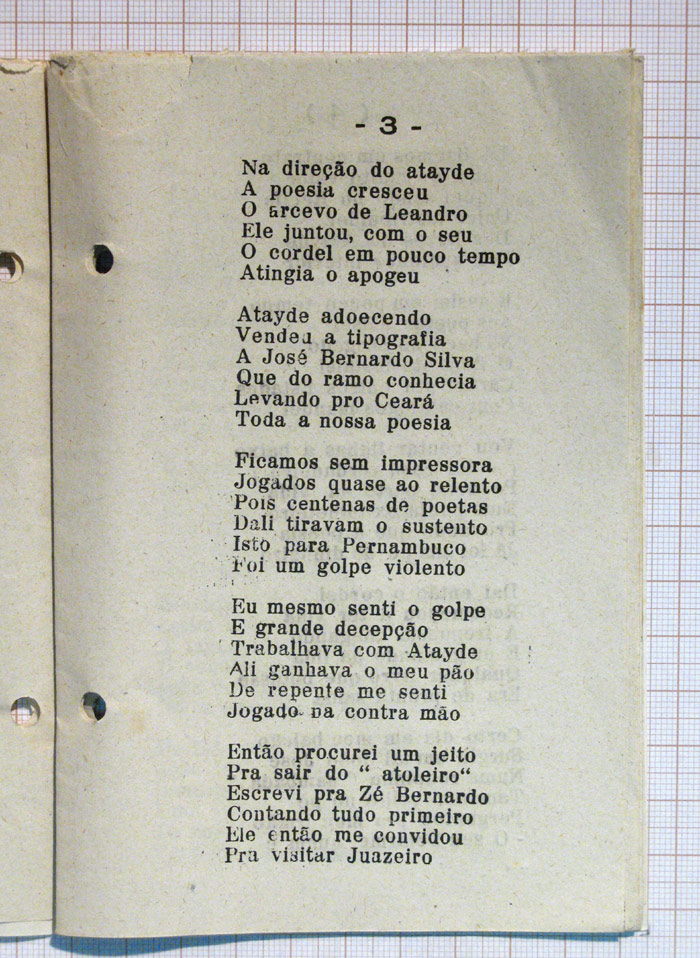 - 3 -
Na direção do atayde
A poesia cresceu
O arcevo de Leandro
Ele juntou, com o seu
O cordel em pouco tempo
Atingia o apogeu
Atayde adoecendo
Vendeu a tipografia
A José Bernardo Silva
Que do ramo conhecia
Levando pro Ceará
Toda a nossa poesia
Ficamos sem impressora
Jogados quase ao relento
Pois centenas de poetas
Dali tiravam o sustento
Isto para Pernambuco
Foi um golpe violento
Eu mesmo senti o golpe
E grande decepção
Trabalhava com Atayde
Ali ganhava o meu pão
De repente me senti
Jogado na contra mão
Então procurei um jeito
Pra sair do “ atoleiro“
Escrevi pra Zé Bernardo
Contando tudo primeiro
Ele então me convidou
Pra visitar Juazeiro